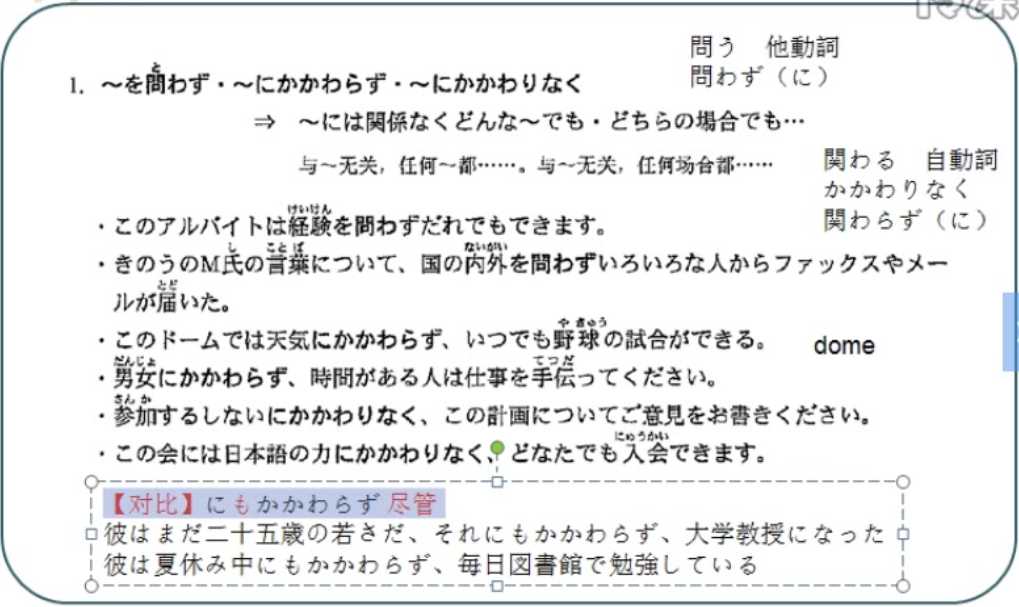 問う 他動詞
問わず（に）
1．～を問わず・～にかかわらず・～にかかわりなく
⇒ ～には関係なくどんな～でも・どちらの場合でも…
与～无关，任何～都……。与～无关，任何场合都……
関わる 自動詞
かかわりなく
関わらず（に）
・このアルバイトは経験を問わずだれでもできます。
・きのうのM氏の言葉について、国の内外を問わずいろいろな人からファックスやメー
ルが届いた。
・このドームでは天気にかかわらず、いつでも野球の試合ができる。 dome
・男女にかかわらず、時間がある人は仕事を手伝ってください。
・参加するしないにかかわりなく、この計画についてご意見をお書きください。
・この会には日本語の力にかかわりなく、どなたでも入会できます。
【对比】にもかかわらず 尽管
彼はまだ二十五歳の若さだ、それにもかかわらず、大学教授になった
彼は夏休み中にもかかわらず、毎日図書館で勉強している